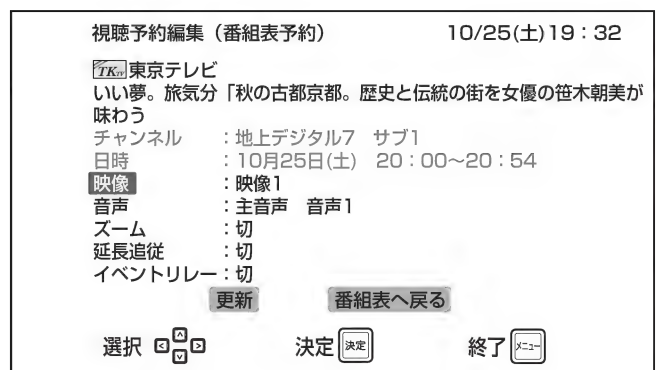 視聴予約編集（番組表予約） 10/25(土)19：32
TKTV 東京テレビ
いい夢。旅気分「秋の古都京都。歴史と伝統の街を女優の笹木朝美が
味わう
チャンネル ：地上デジタル7 サブ1
日時 ：10月25日(土) 20：00～20：54
映像 ：映像1
音声 ：主音声 音声1
ズーム ：切
延長追従 ：切
イベントリレー：切
更新 番組表へ戻る
選択 決定 決定 終了 メニュー